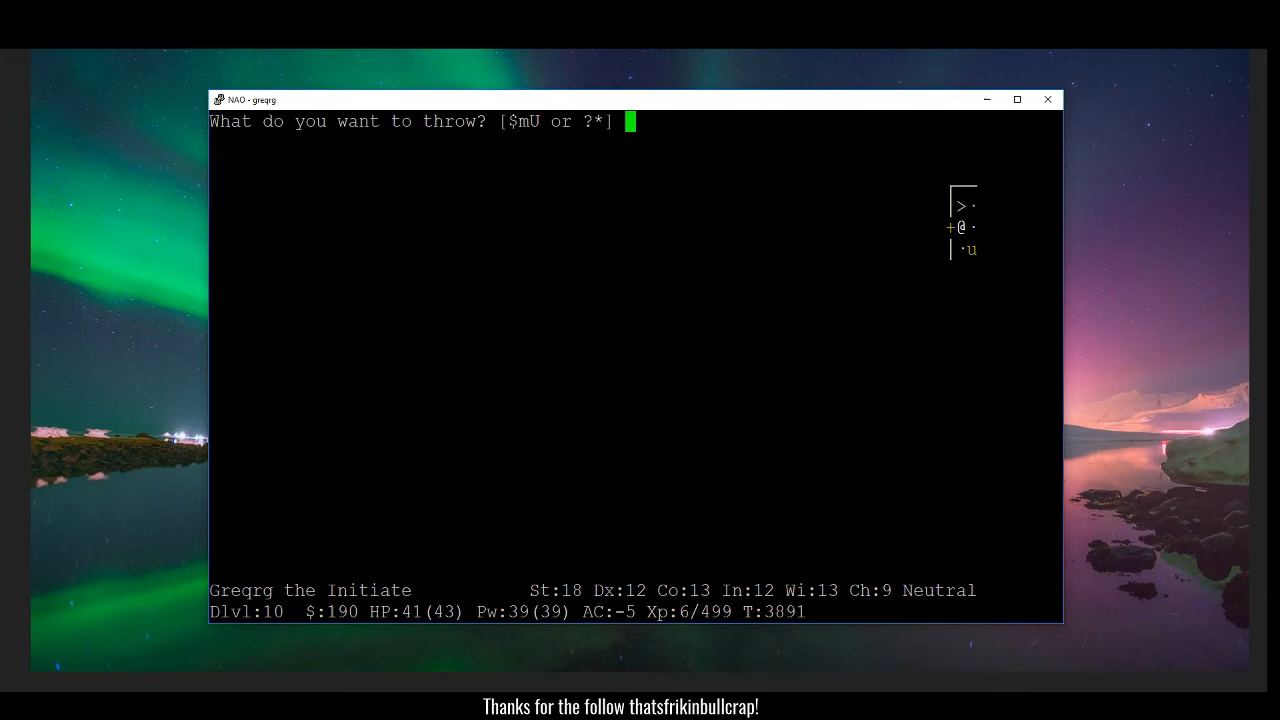 NAO - greqrg
What do you want to throw? [$mU or ?*]
>·
+@·
·u
Greqrg the Initiate St:18 Dx:12 Co:13 In:12 Wi:13 Ch:9 Neutral
Dlvl:10 $:190 HP:41(43) Pw:39(39) AC:-5 Xp:6/499 T:3891
Thanks for the follow thatsfrikinbullcrap!